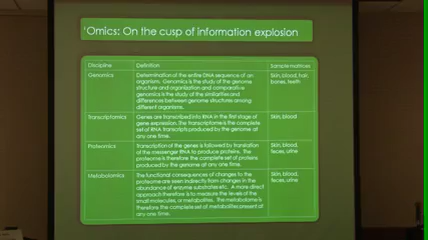 'Omics: On the cusp of information explosion
Discipline Definition Sample matrices
Genomics Determination of the entire DNA sequence of an Skin, blood, hair,
organism. Genomics is the study of the genome bones, teeth
structure and organization and comparative
genomics is the study of the similarities and
differences between genome structures among
different organisms.
Transcriptomics Genes are transcribed into RNA in the first stage of Skin, blood
gene expression. The transcriptome is the complete
set of RNA transcripts produced by the genome at
any one time.
Proteomics Transcription of the genes is followed by translation Skin, blood,
of the messenger RNA to produce proteins. The feces, urine
proteome is therefore the complete set of proteins
produced by the genome at any one time.
Metabolomics The functional consequences of changes to the Skin, blood,
proteome are seen indirectly from changes in the feces, urine
abundance of enzyme substrates etc. A more direct
approach therefore is to measure the levels of the
small molecules, or metabolites. The metabolome is
therefore the complete set of metabolites present at
any one time.